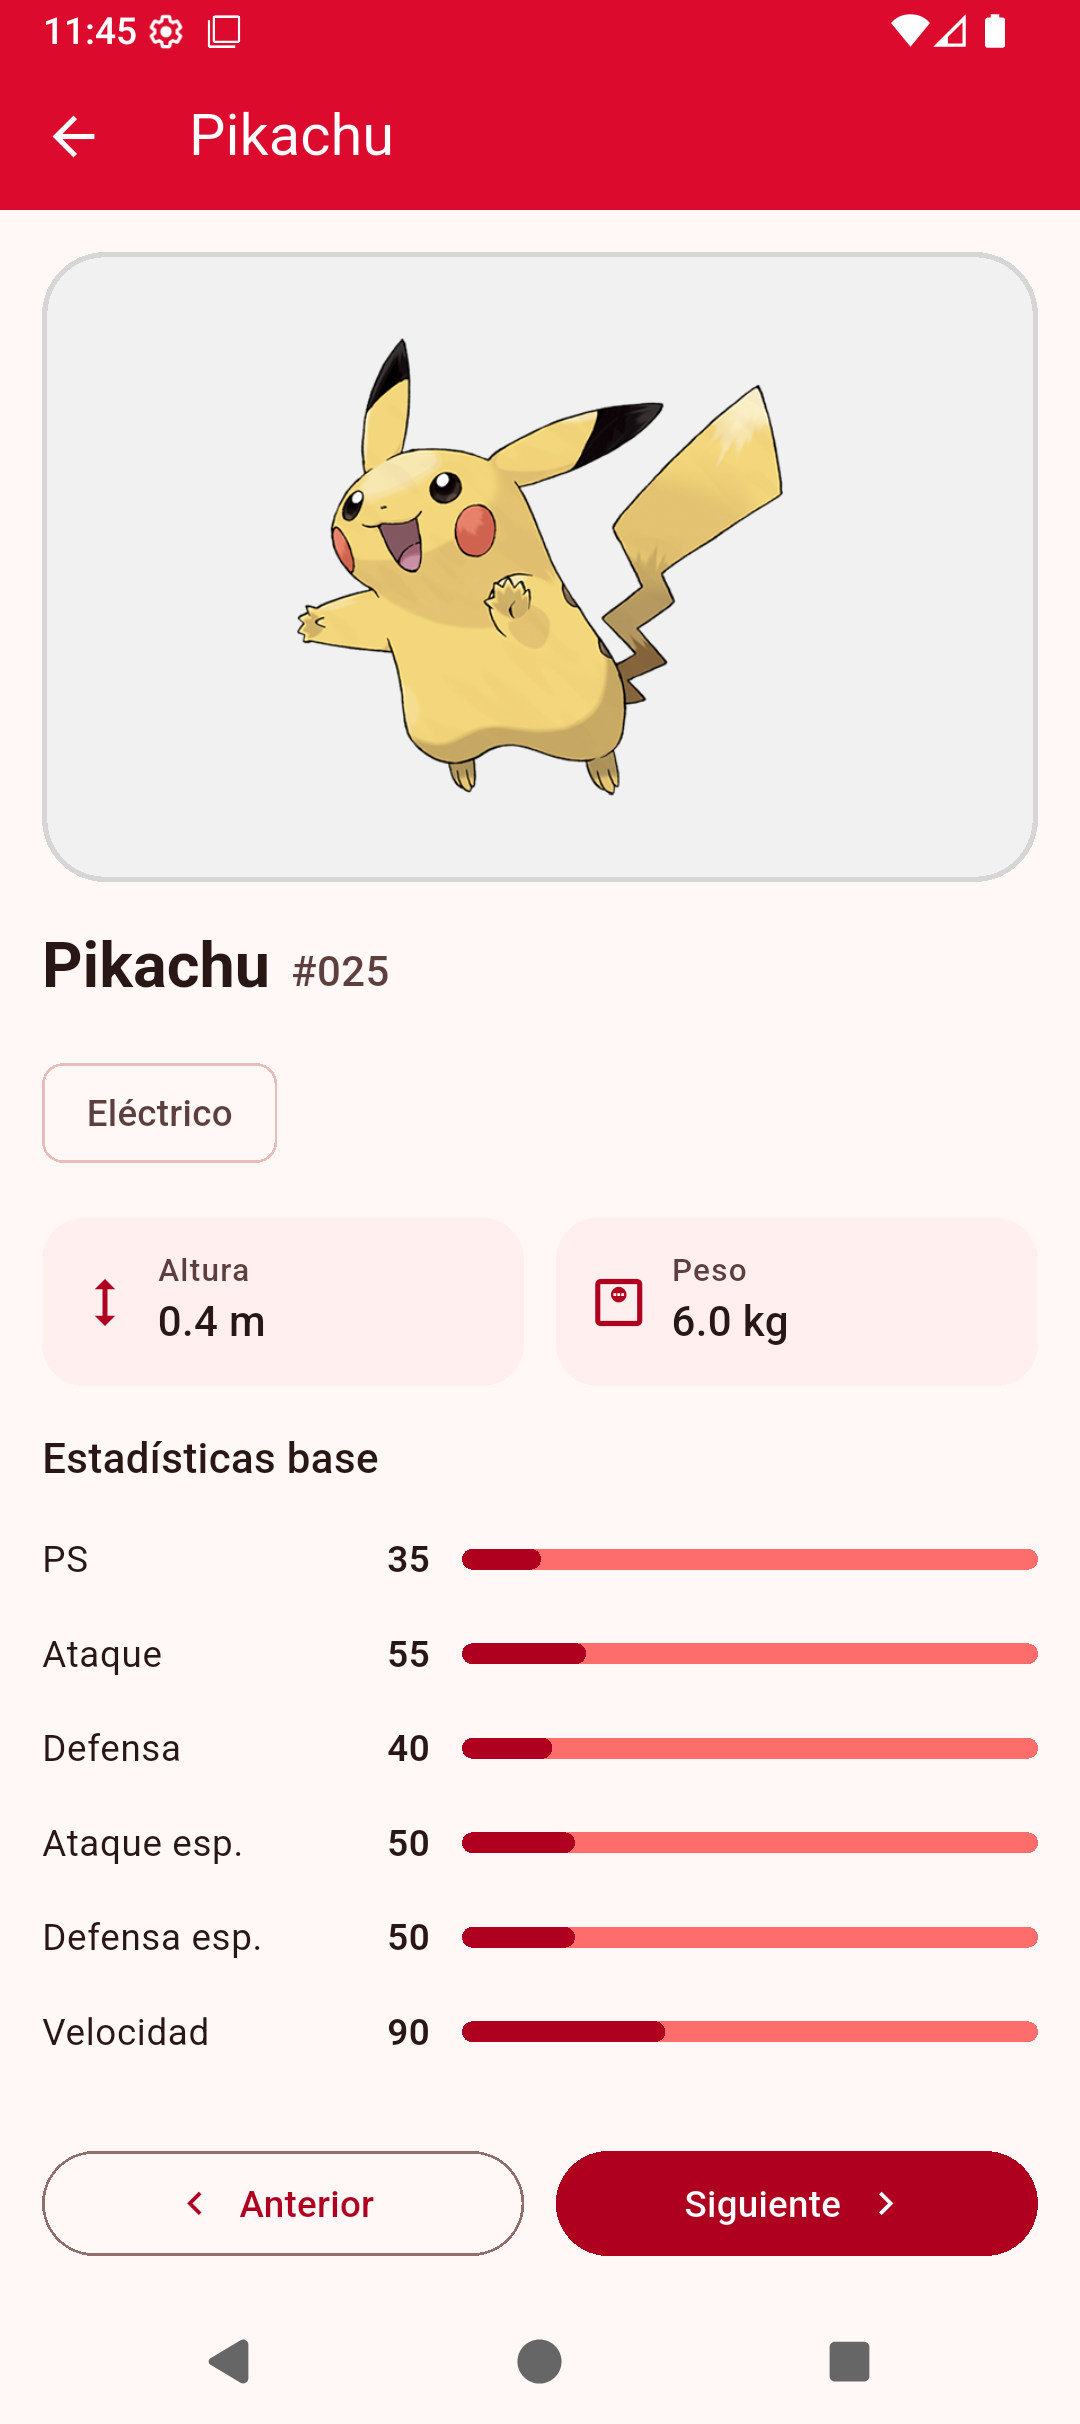 11:45
Pikachu
Pikachu #025
Eléctrico
Altura
0.4 m
Peso
6.0 kg
Estadísticas base
PS 35
Ataque 55
Defensa 40
Ataque esp. 50
Defensa esp. 50
Velocidad 90
Anterior
Siguiente